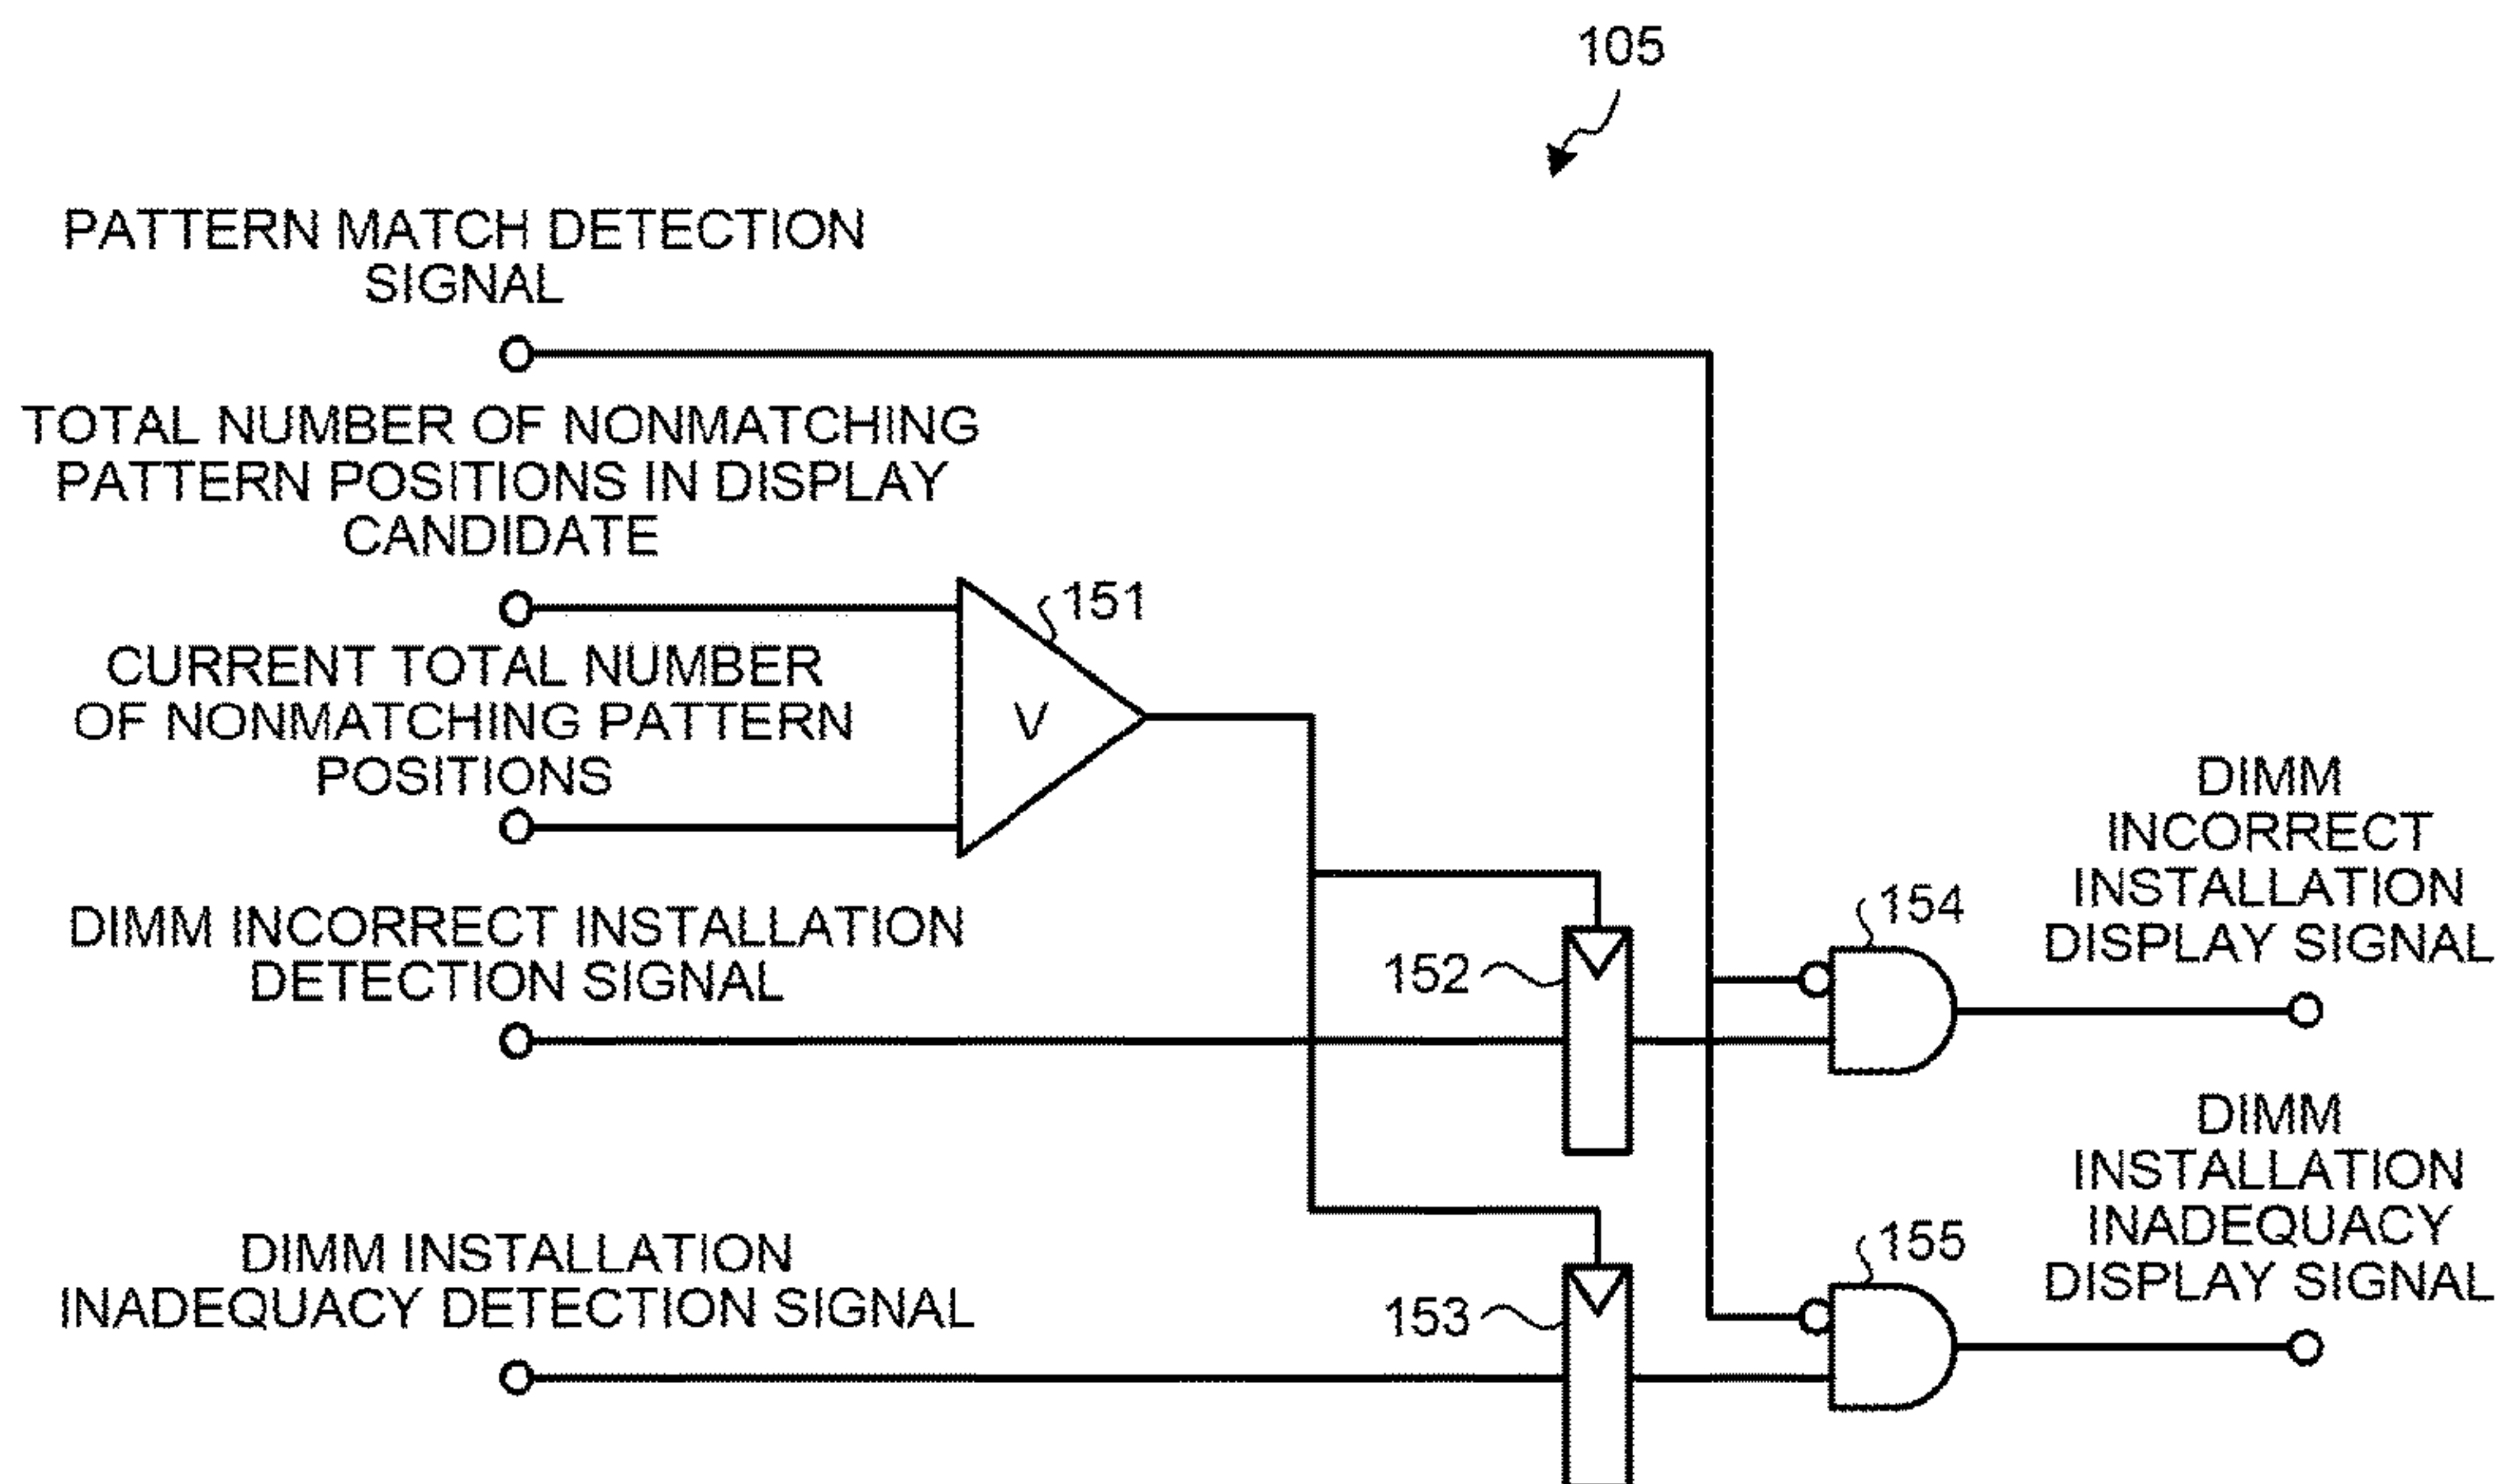 105
PATTERN MATCH DETECTION
SIGNAL
TOTAL NUMBER OF NONMATCHING
PATTERN POSITIONS IN DISPLAY
CANDIDATE
151
CURRENT TOTAL NUMBER
OF NONMATCHING PATTERN
POSITIONS
V
DIMM
INCORRECT
INSTALLATION
DISPLAY SIGNAL
154
DIMM INCORRECT INSTALLATION
DETECTION SIGNAL
152
DIMM
INSTALLATION
INADEQUACY
DISPLAY SIGNAL
155
DIMM INSTALLATION
INADEQUACY DETECTION SIGNAL
153